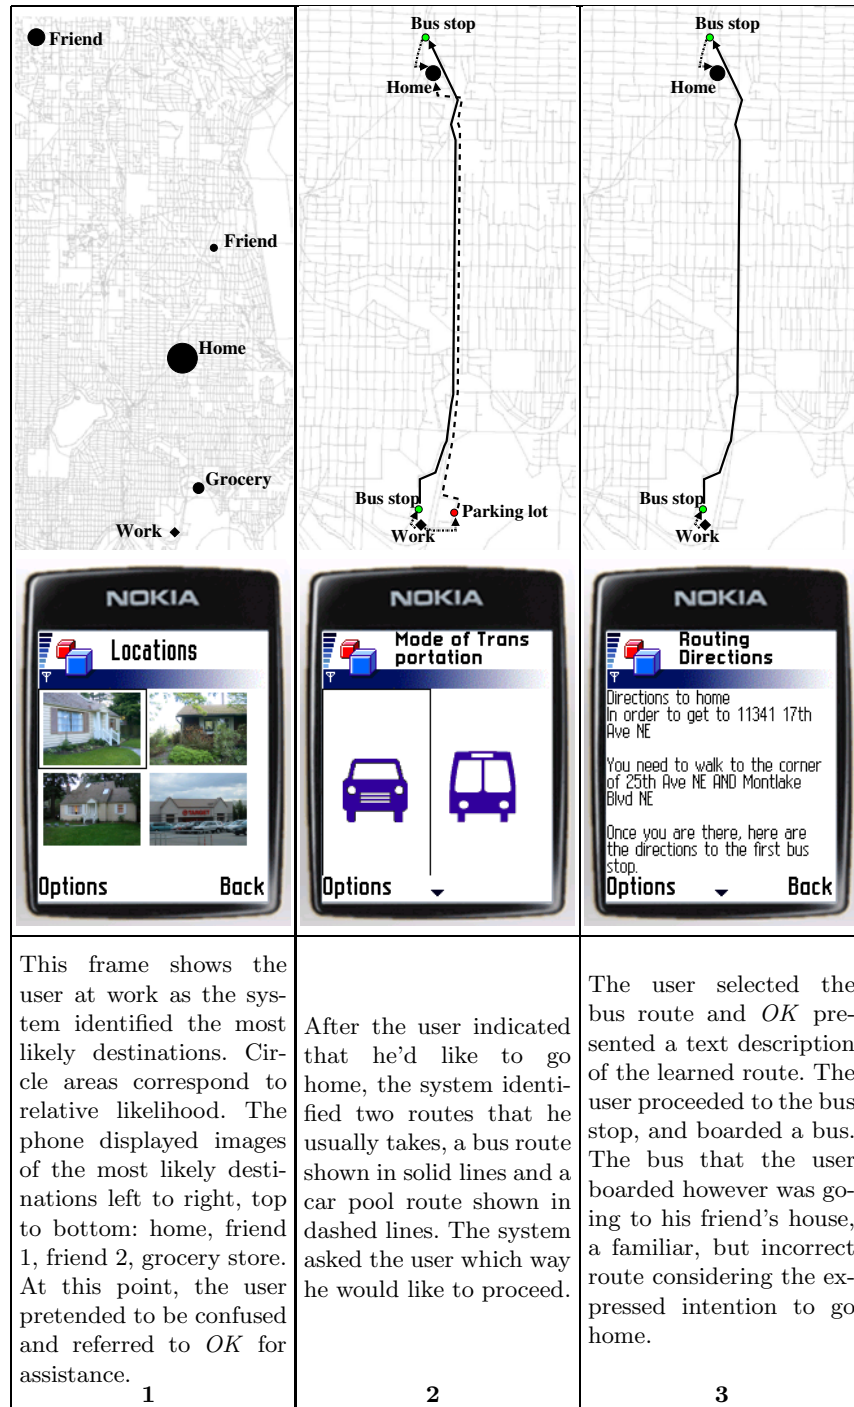 Friend
Friend
Home
Grocery
Work
NOKIA
Locations
TARGET
Options Back
This frame shows the
user at work as the sys-
tem identified the most
likely destinations. Cir-
cle areas correspond to
relative likelihood. The
phone displayed images
of the most likely desti-
nations left to right, top
to bottom: home, friend
1, friend 2, grocery store.
At this point, the user
pretended to be confused
and referred to OK for
assistance.
1
Bus stop
Home
Bus stop
Parking lot
Work
NOKIA
Mode of Trans
portation
Options
After the user indicated
that he'd like to go
home, the system identi-
fied two routes that he
usually takes, a bus route
shown in solid lines and a
car pool route shown in
dashed lines. The system
asked the user which way
he would like to proceed.
2
Bus stop
Home
Bus stop
Work
NOKIA
Routing
Directions
Directions to home
In order to get to 11341 17th
Ave NE
You need to walk to the corner
of 25th Ave NE AND Montlake
Blvd NE
Once you are there, here are
the directions to the first bus
stop.
Options Back
The user selected the
bus route and OK pre-
sented a text description
of the learned route. The
user proceeded to the bus
stop, and boarded a bus.
The bus that the user
boarded however was go-
ing to his friend's house,
a familiar, but incorrect
route considering the ex-
pressed intention to go
home.
3